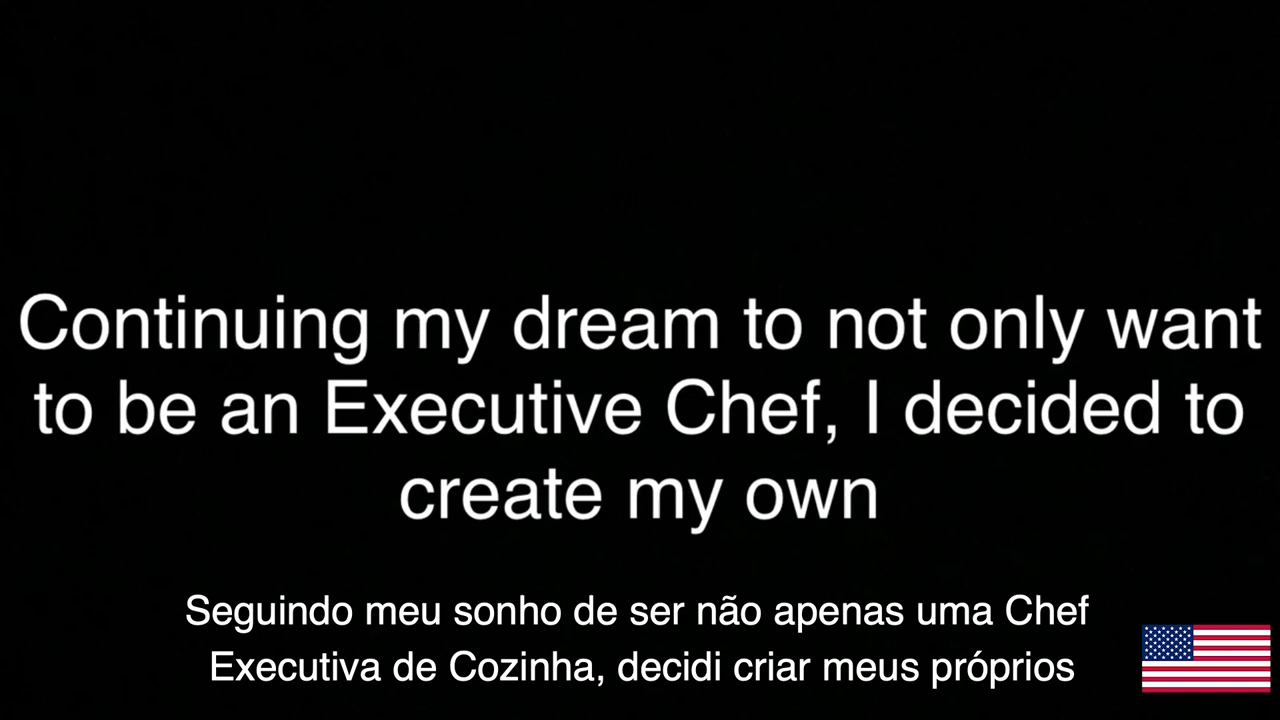 Continuing my dream to not only want
to be an Executive Chef, I decided to
create my own
Seguindo meu sonho de ser não apenas uma Chef
Executiva de Cozinha, decidi criar meus próprios